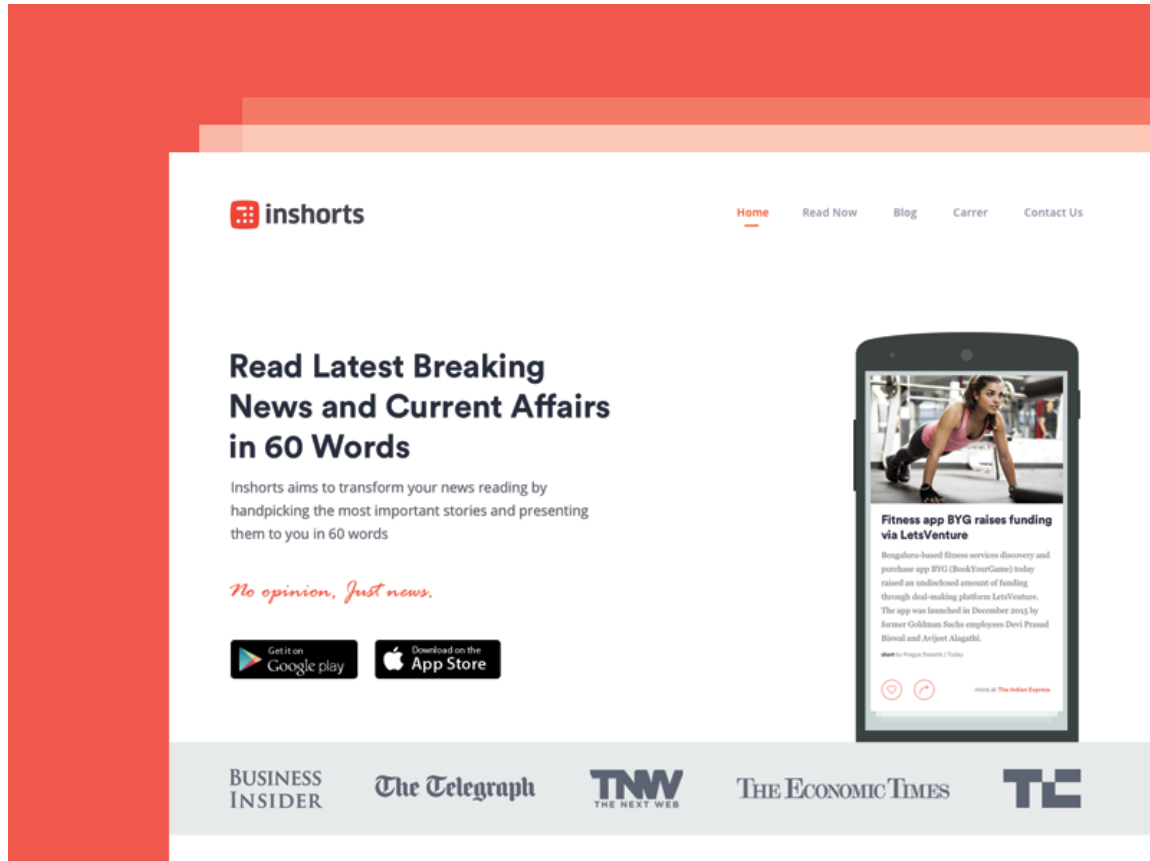 inshorts
Home Read Now Blog Carrer Contact Us
Read Latest Breaking
News and Current Affairs
in 60 Words
Inshorts aims to transform your news reading by
handpicking the most important stories and presenting
them to you in 60 words
No opinion, Just news.
Get it on
Google play
Download on the
App Store
Fitness app BYG raises funding
via LetsVenture
Bengaluru-based fitness services discovery and
purchase app BYG (BookYourGame) today
raised an undisclosed amount of funding
through deal-making platform LetsVenture.
The app was launched in December 2015 by
former Goldman Sachs employees Devi Prasad
Biswal and Avijeet Alagathi.
short by Pragya Swastik / Today
more at The Indian Express
BUSINESS
INSIDER
The Telegraph
TNW
THE NEXT WEB
THE ECONOMIC TIMES
TC